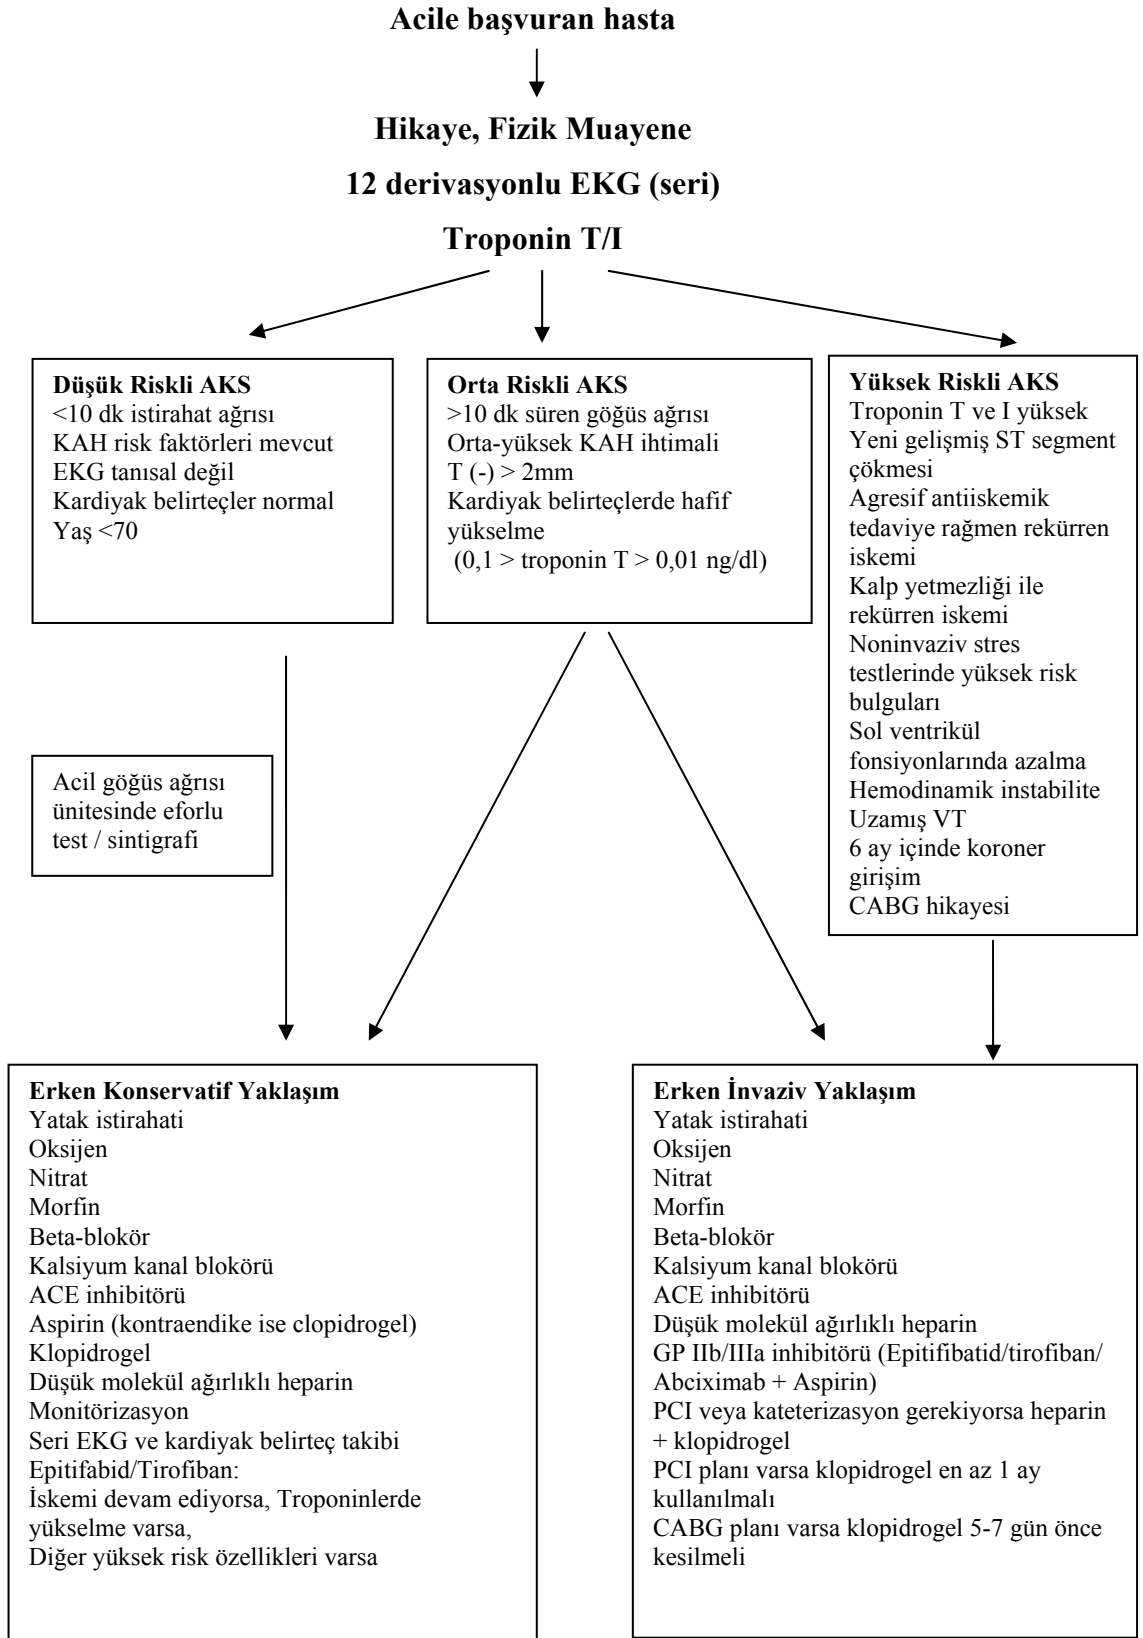 Acile başvuran hasta
Hikaye, Fizik Muayene
12 derivasyonlu EKG (seri)
Troponin T/I
Düşük Riskli AKS
<10 dk istirahat ağrısı
KAH risk faktörleri mevcut
EKG tanısal değil
Kardiyak belirteçler normal
Yaş <70
Orta Riskli AKS
>10 dk süren göğüs ağrısı
Orta-yüksek KAH ihtimali
T (-) > 2mm
Kardiyak belirteçlerde hafif
yükselme
(0,1 > troponin T > 0,01 ng/dl)
Yüksek Riskli AKS
Troponin T ve I yüksek
Yeni gelişmiş ST segment
çökmesi
Agresif antiiskemik
tedaviye rağmen rekürren
iskemi
Kalp yetmezliği ile
rekürren iskemi
Noninvaziv stres
testlerinde yüksek risk
bulguları
Sol ventrikül
fonsiyonlarında azalma
Hemodinamik instabilite
Uzamış VT
6 ay içinde koroner
girişim
CABG hikayesi
Acil göğüs ağrısı
ünitesinde eforlu
test / sintigrafi
Erken Konservatif Yaklaşım
Yatak istirahati
Oksijen
Nitrat
Morfin
Beta-blokör
Kalsiyum kanal blokörü
ACE inhibitörü
Aspirin (kontraendike ise clopidrogel)
Klopidrogel
Düşük molekül ağırlıklı heparin
Monitörizasyon
Seri EKG ve kardiyak belirteç takibi
Epitifabid/Tirofiban:
İskemi devam ediyorsa, Troponinlerde
yükselme varsa,
Diğer yüksek risk özellikleri varsa
Erken İnvaziv Yaklaşım
Yatak istirahati
Oksijen
Nitrat
Morfin
Beta-blokör
Kalsiyum kanal blokörü
ACE inhibitörü
Düşük molekül ağırlıklı heparin
GP IIb/IIIa inhibitörü (Epitifibatid/tirofiban/
Abciximab + Aspirin)
PCI veya kateterizasyon gerekiyorsa heparin
+ klopidrogel
PCI planı varsa klopidrogel en az 1 ay
kullanılmalı
CABG planı varsa klopidrogel 5-7 gün önce
kesilmeli